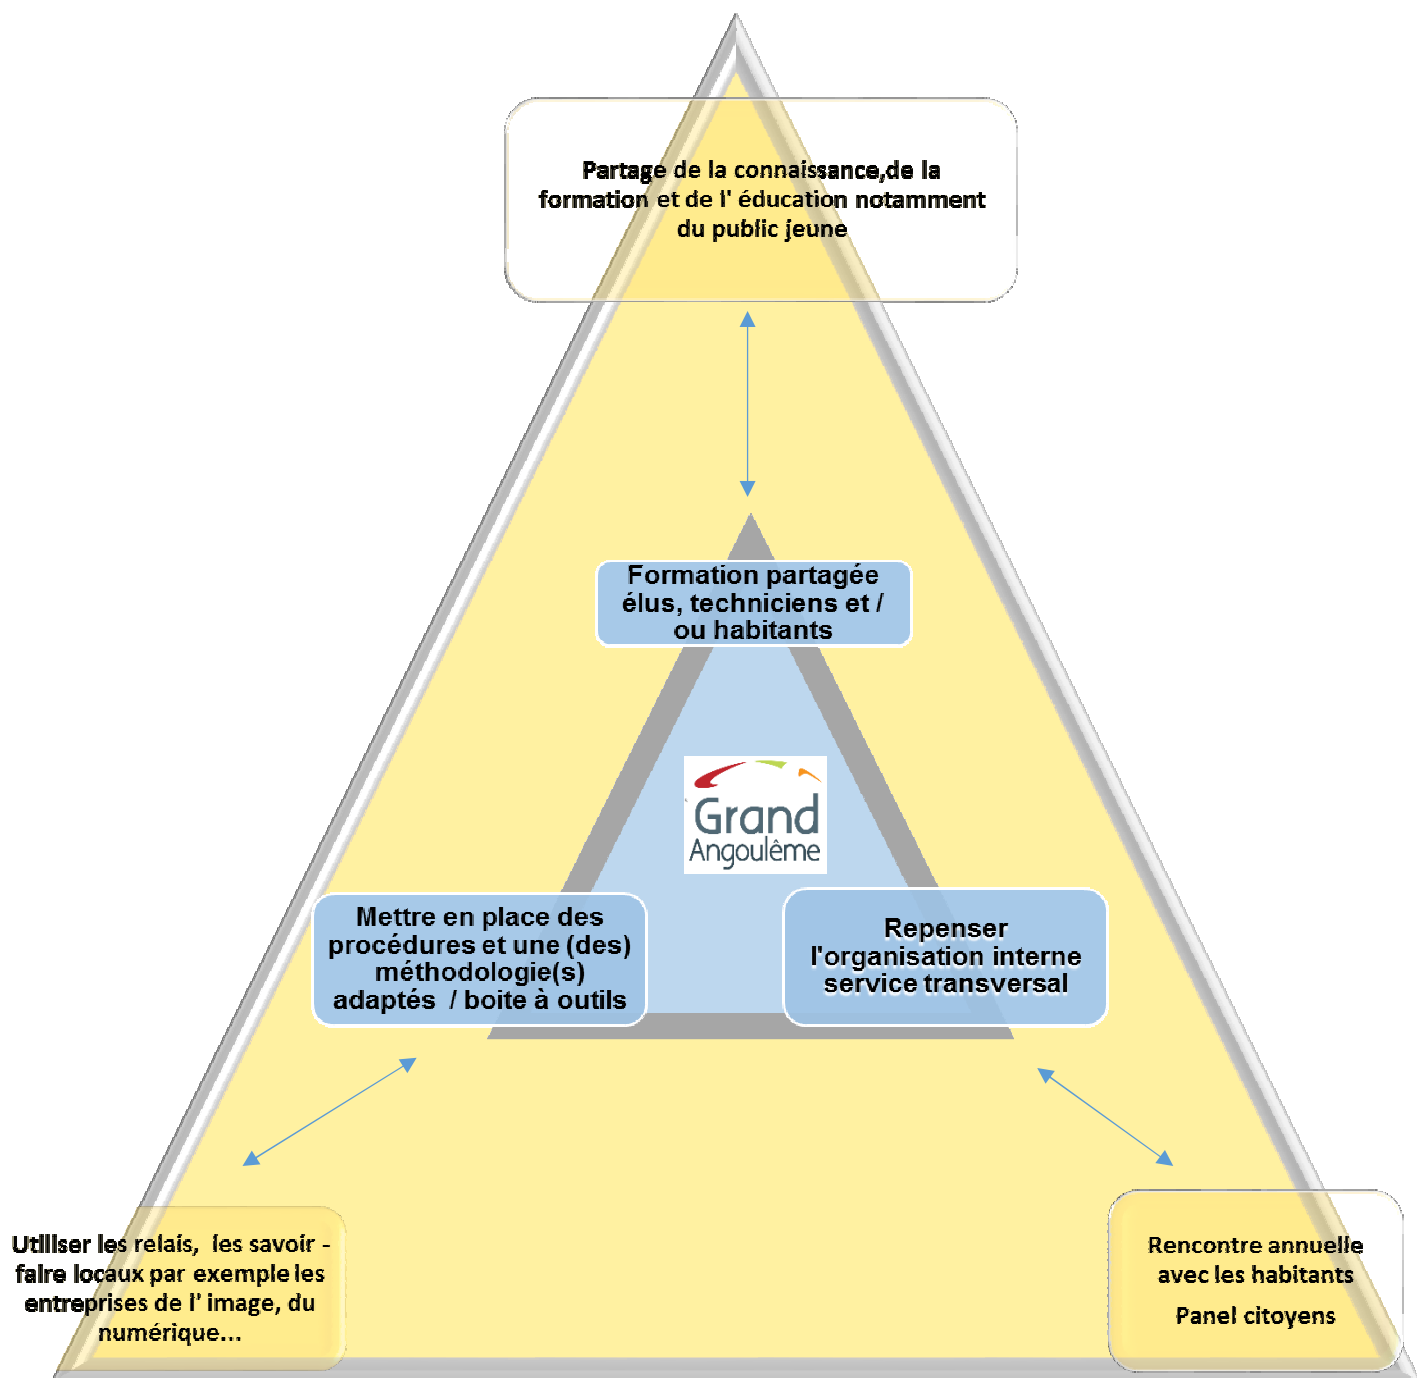 Partage de la connaissance,de la
formation et de l' éducation notamment
du public jeune
Formation partagée
élus, techniciens et /
ou habitants
Grand
Angoulême
Mettre en place des
procédures et une (des)
méthodologie(s)
adaptés / boite à outils
Repenser
l'organisation interne
service transversal
Utiliser les relais, les savoir -
faire locaux par exemple les
entreprises de l' image, du
numérique...
Rencontre annuelle
avec les habitants
Panel citoyens